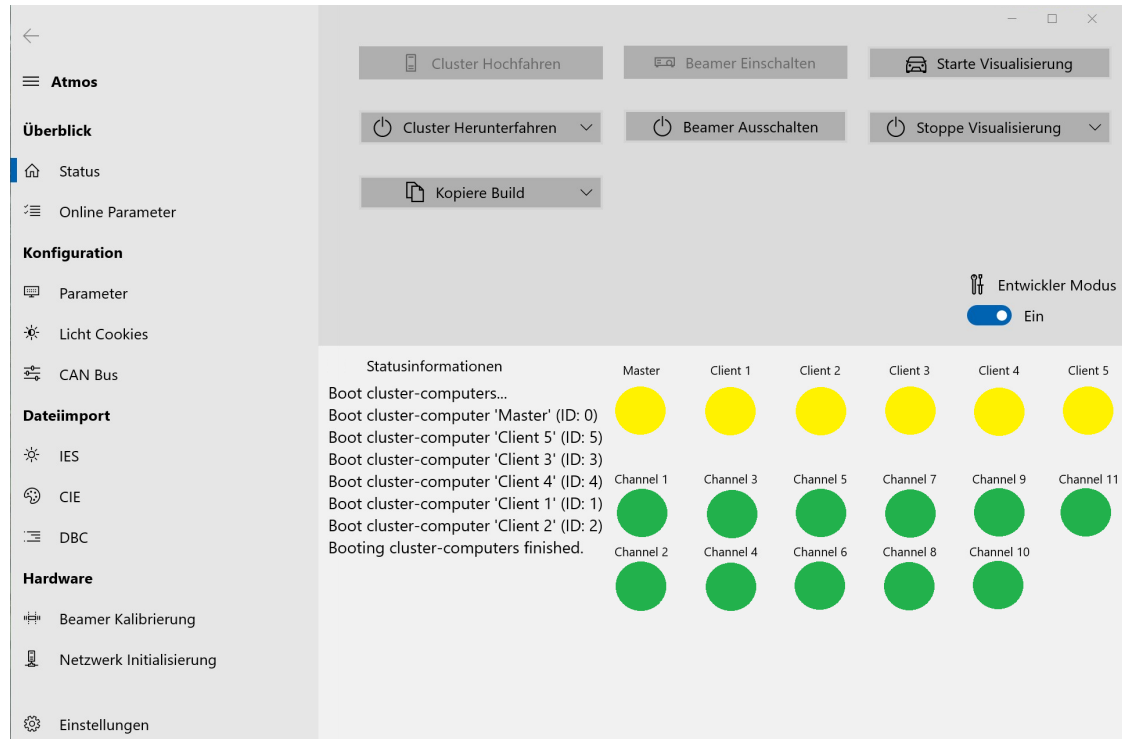 Atmos
Überblick
Status
Online Parameter
Konfiguration
Parameter
Licht Cookies
CAN Bus
Dateiimport
IES
CIE
DBC
Hardware
Beamer Kalibrierung
Netzwerk Initialisierung
Einstellungen
Cluster Hochfahren
Beamer Einschalten
Starte Visualisierung
Cluster Herunterfahren
Beamer Ausschalten
Stoppe Visualisierung
Kopiere Build
Entwickler Modus
Ein
Statusinformationen
Boot cluster-computers...
Boot cluster-computer 'Master' (ID: 0)
Boot cluster-computer 'Client 5' (ID: 5)
Boot cluster-computer 'Client 3' (ID: 3)
Boot cluster-computer 'Client 4' (ID: 4)
Boot cluster-computer 'Client 1' (ID: 1)
Boot cluster-computer 'Client 2' (ID: 2)
Booting cluster-computers finished.
Master Client 1 Client 2 Client 3 Client 4 Client 5
Channel 1 Channel 3 Channel 5 Channel 7 Channel 9 Channel 11
Channel 2 Channel 4 Channel 6 Channel 8 Channel 10